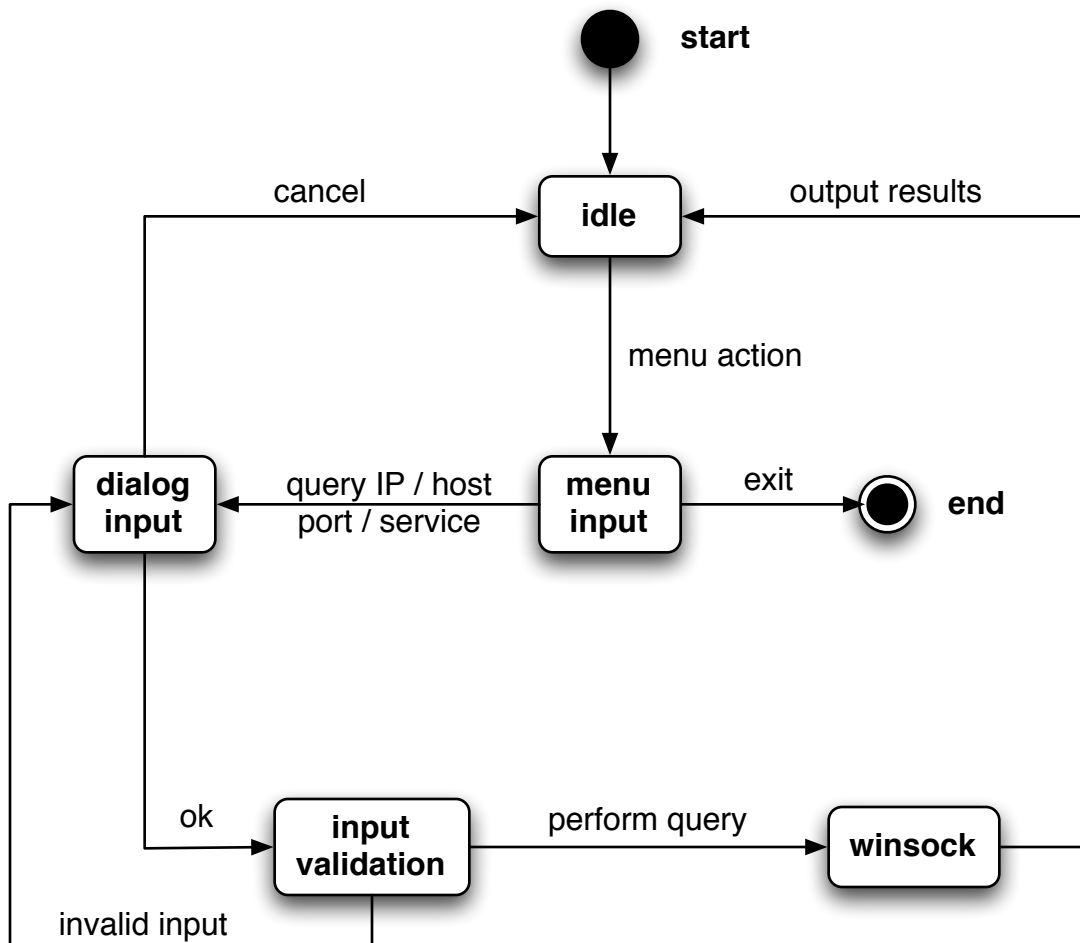 start
cancel
output results
idle
menu action
dialog
input
query IP / host
port / service
menu
input
exit
end
ok
input
validation
perform query
winsock
invalid input